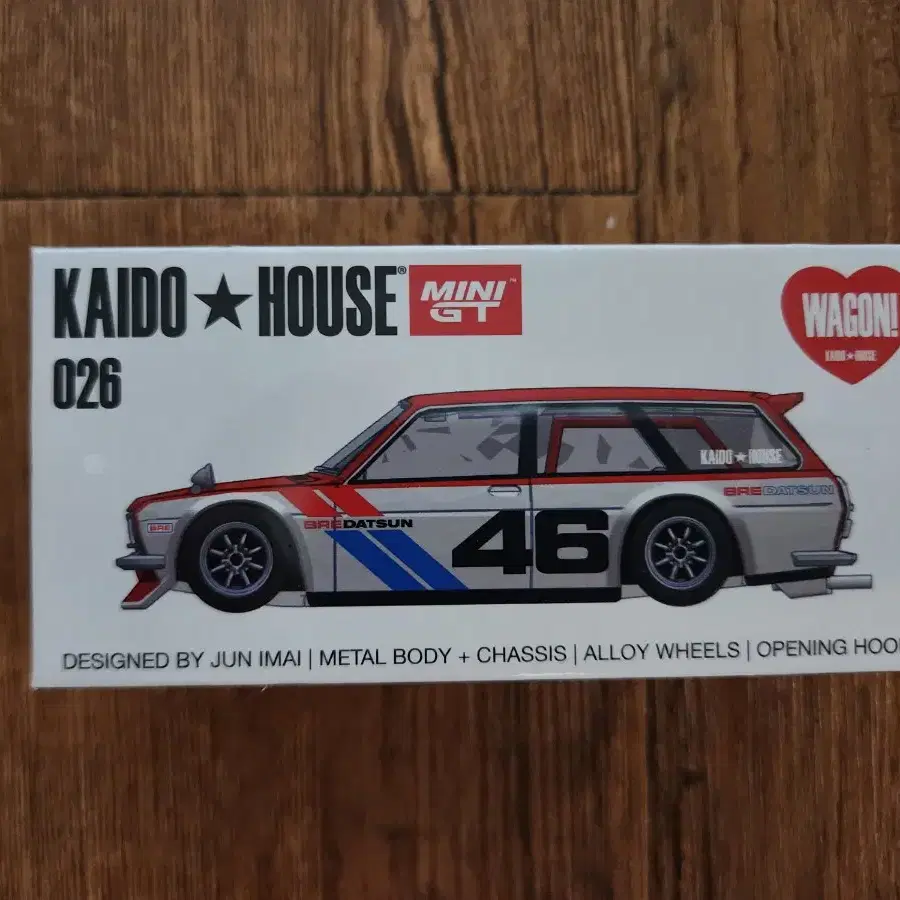 KAIDO★HOUSE® MINI GT™
026
WAGON!
KAIDO★HOUSE
KAIDO★HOUSE
BRE DATSUN
BRE
BRE DATSUN
46
DESIGNED BY JUN IMAI | METAL BODY + CHASSIS | ALLOY WHEELS | OPENING HOO